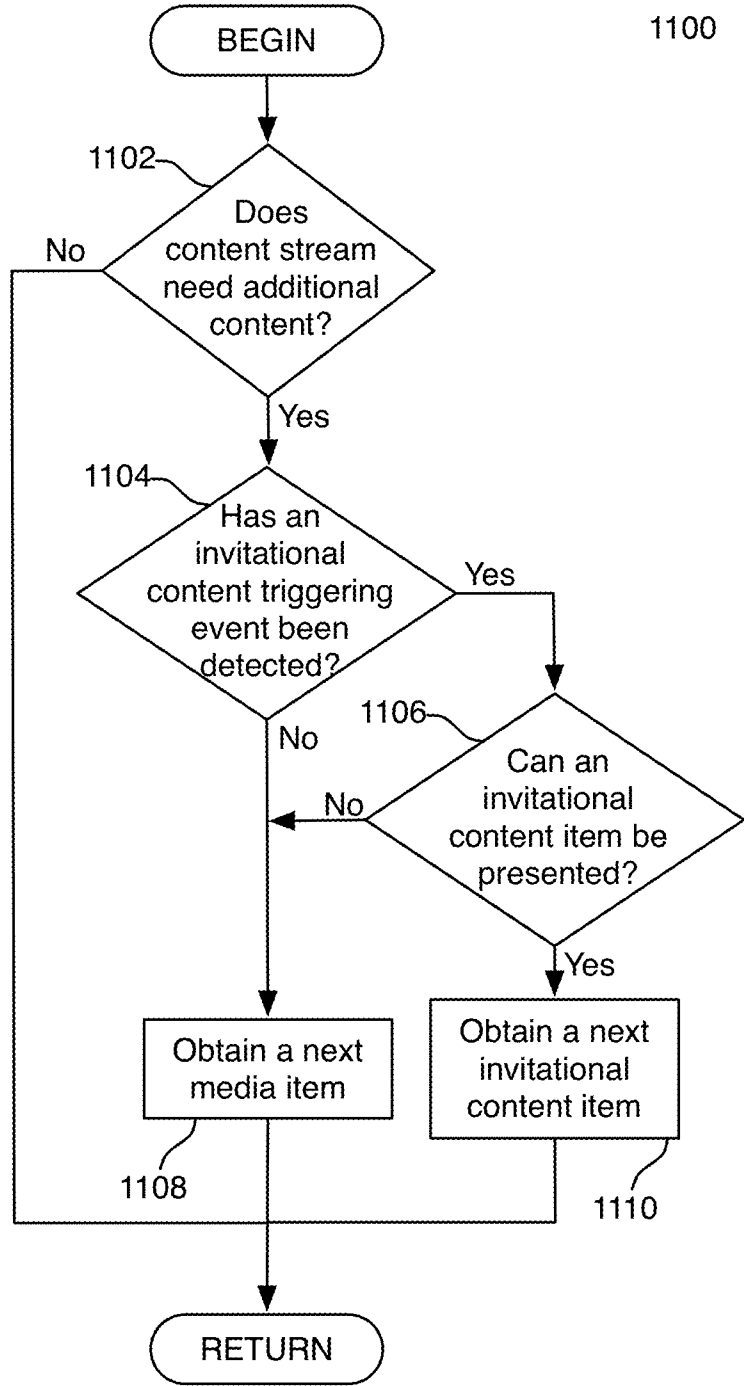 BEGIN
1100
1102
Does
content stream
need additional
content?
No
Yes
1104
Has an
invitational
content triggering
event been
detected?
Yes
No
1106
Can an
invitational
content item be
presented?
No
Yes
Obtain a next
media item
1108
Obtain a next
invitational
content item
1110
RETURN